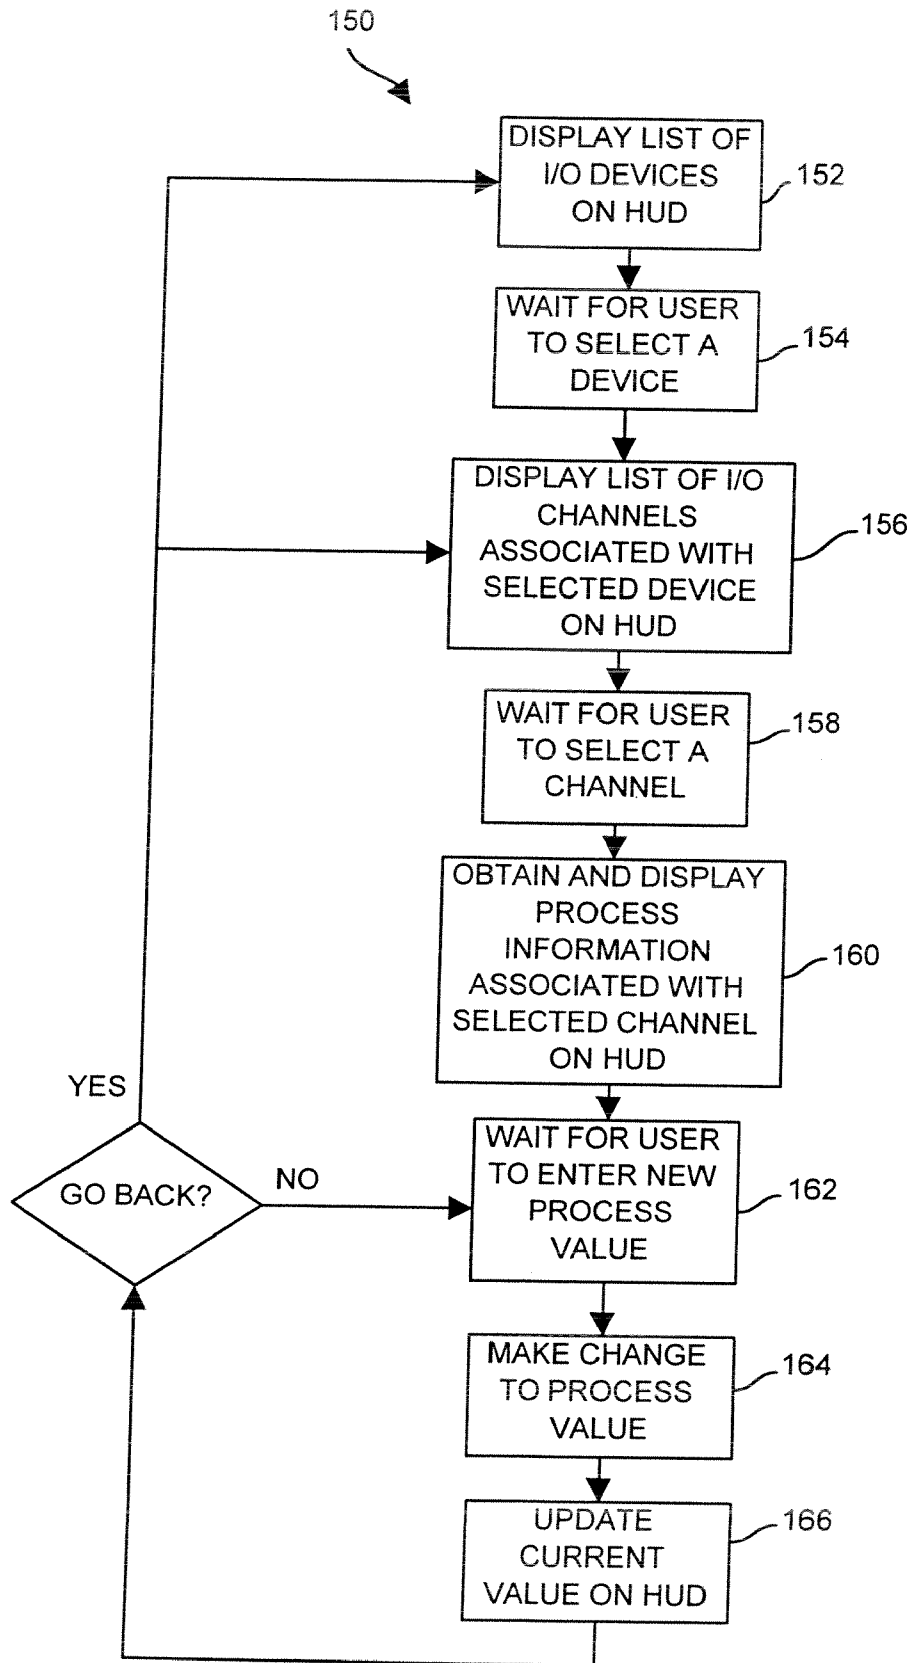 150
DISPLAY LIST OF
I/O DEVICES
ON HUD
152
WAIT FOR USER
TO SELECT A
DEVICE
154
DISPLAY LIST OF I/O
CHANNELS
ASSOCIATED WITH
SELECTED DEVICE
ON HUD
156
WAIT FOR USER
TO SELECT A
CHANNEL
158
OBTAIN AND DISPLAY
PROCESS
INFORMATION
ASSOCIATED WITH
SELECTED CHANNEL
ON HUD
160
YES
GO BACK?
NO
WAIT FOR USER
TO ENTER NEW
PROCESS
VALUE
162
MAKE CHANGE
TO PROCESS
VALUE
164
UPDATE
CURRENT
VALUE ON HUD
166